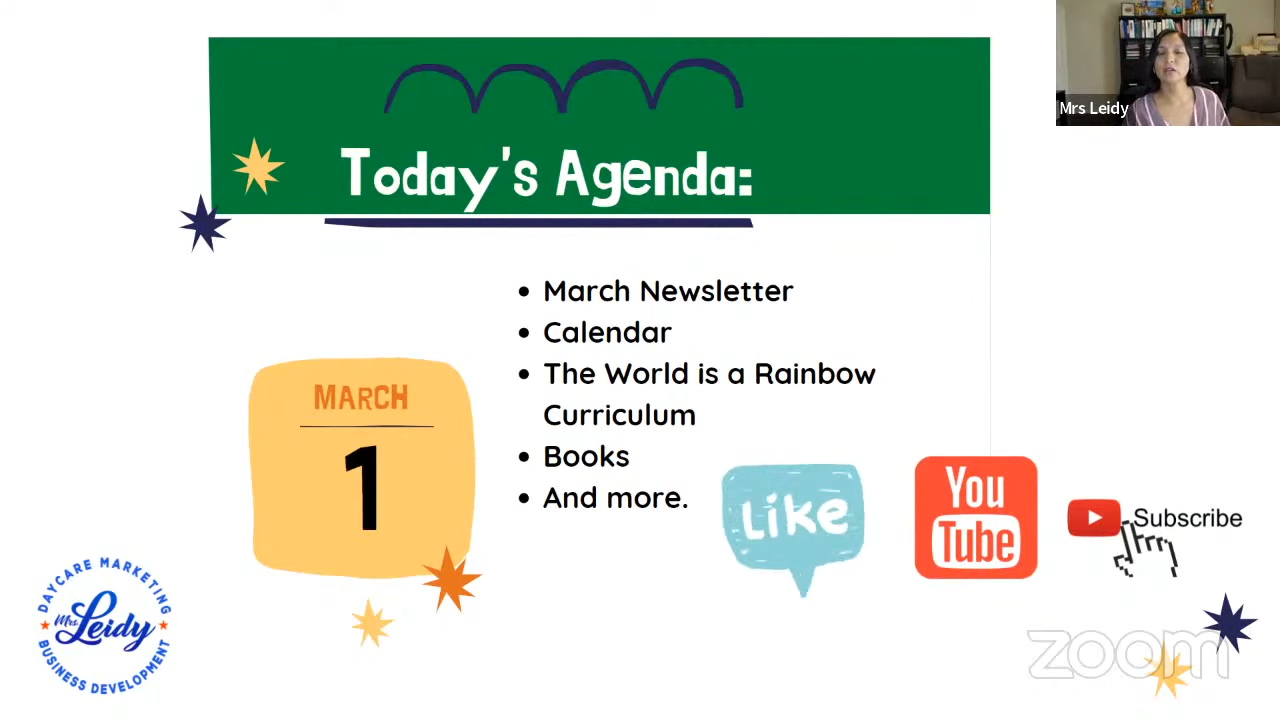 Mrs Leidy
Today's Agenda:
• March Newsletter
• Calendar
• The World is a Rainbow
Curriculum
• Books
• And more.
MARCH
1
Like
You
Tube
Subscribe
DAYCARE MARKETING
Mrs. Leidy
BUSINESS DEVELOPMENT
zoom